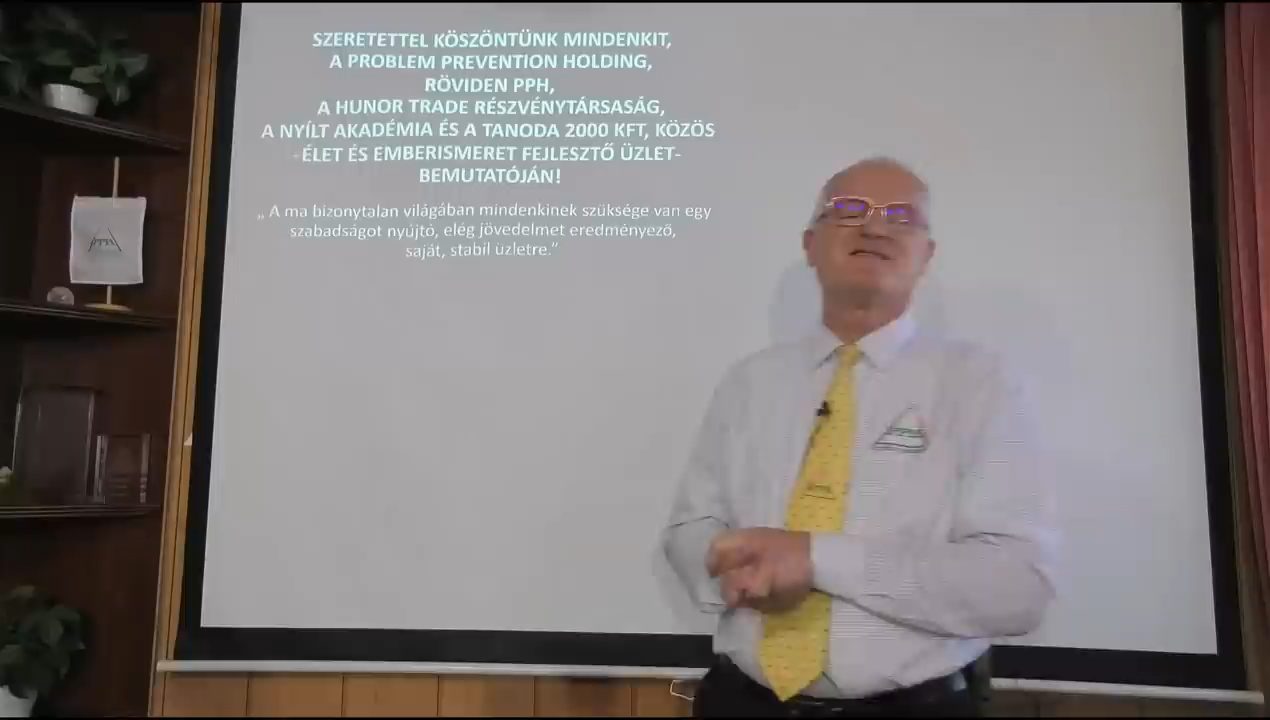 SZERETETTEL KÖSZÖNTÜNK MINDENKIT,
A PROBLEM PREVENTION HOLDING,
RÖVIDEN PPH,
A HUNOR TRADE RÉSZVÉNYTÁRSASÁG,
A NYÍLT AKADÉMIA ÉS A TANODA 2000 KFT, KÖZÖS
-ÉLET ÉS EMBERISMERET FEJLESZTŐ ÜZLET-
BEMUTATÓJÁN!
„ A ma bizonytalan világában mindenkinek szüksége van egy
szabadságot nyújtó, elég jövedelmet eredményező,
saját, stabil üzletre.”